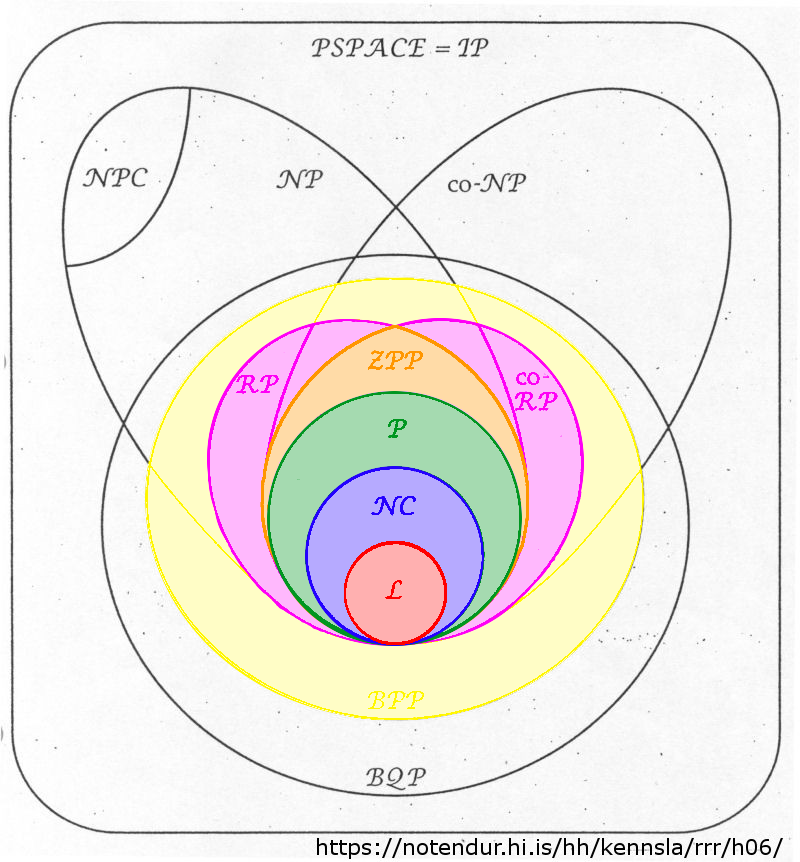 PSPACE = IP
NPC
NP
co-NP
ZPP
RP
co-
RP
P
NC
L
BPP
BQP
https://notendur.hi.is/hh/kennsla/rrr/h06/